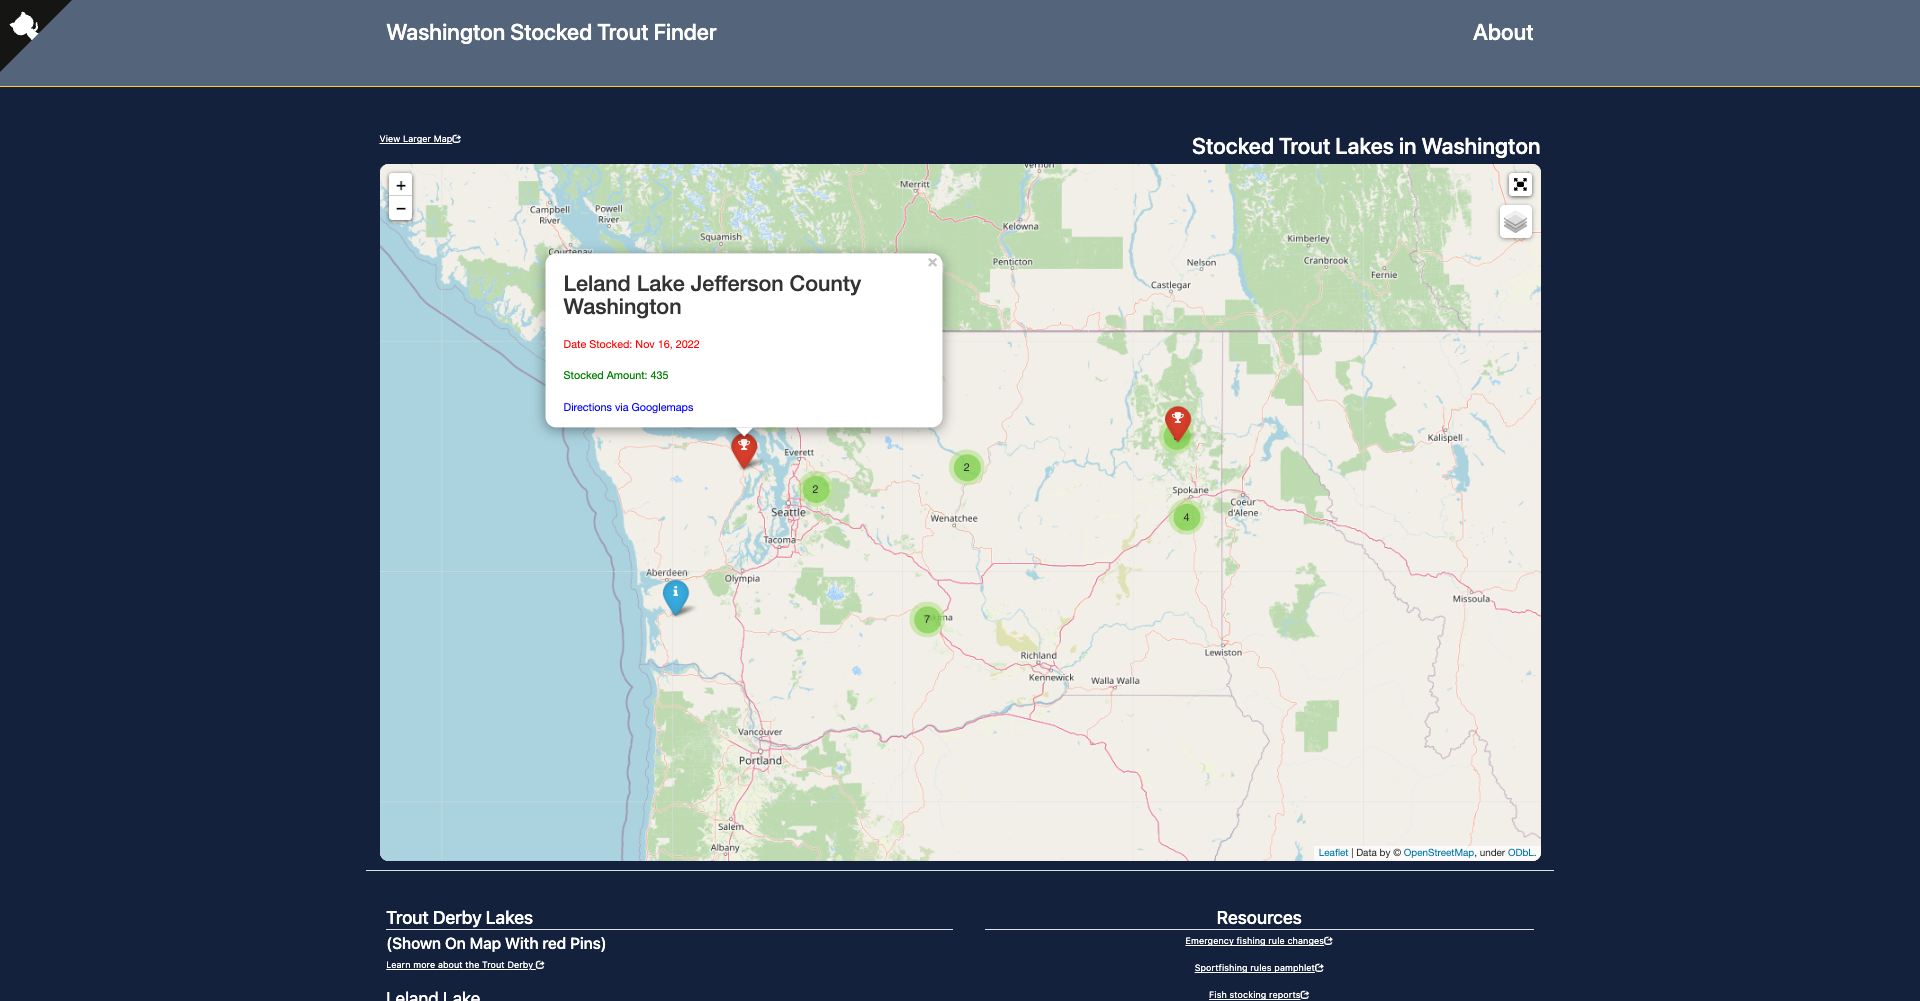 Washington Stocked Trout Finder
About
View Larger Map
Stocked Trout Lakes in Washington
+
−
Merritt
Campbell
River
Powell
River
Kelowna
Squamish
Kimberley
Courtenay
Penticton
Nelson
Cranbrook
Fernie
Castlegar
×
Leland Lake Jefferson County
Washington
Date Stocked: Nov 16, 2022
Stocked Amount: 435
Directions via Googlemaps
Kalispell
Everett
2
2
Spokane
Coeur
d'Alene
Seattle
Wenatchee
4
Tacoma
Aberdeen
Olympia
Missoula
7
Richland
Lewiston
Kennewick
Walla Walla
Vancouver
Portland
Salem
Albany
Leaflet | Data by © OpenStreetMap, under ODbL.
Trout Derby Lakes
(Shown On Map With red Pins)
Learn more about the Trout Derby
Leland Lake
Resources
Emergency fishing rule changes
Sportfishing rules pamphlet
Fish stocking reports